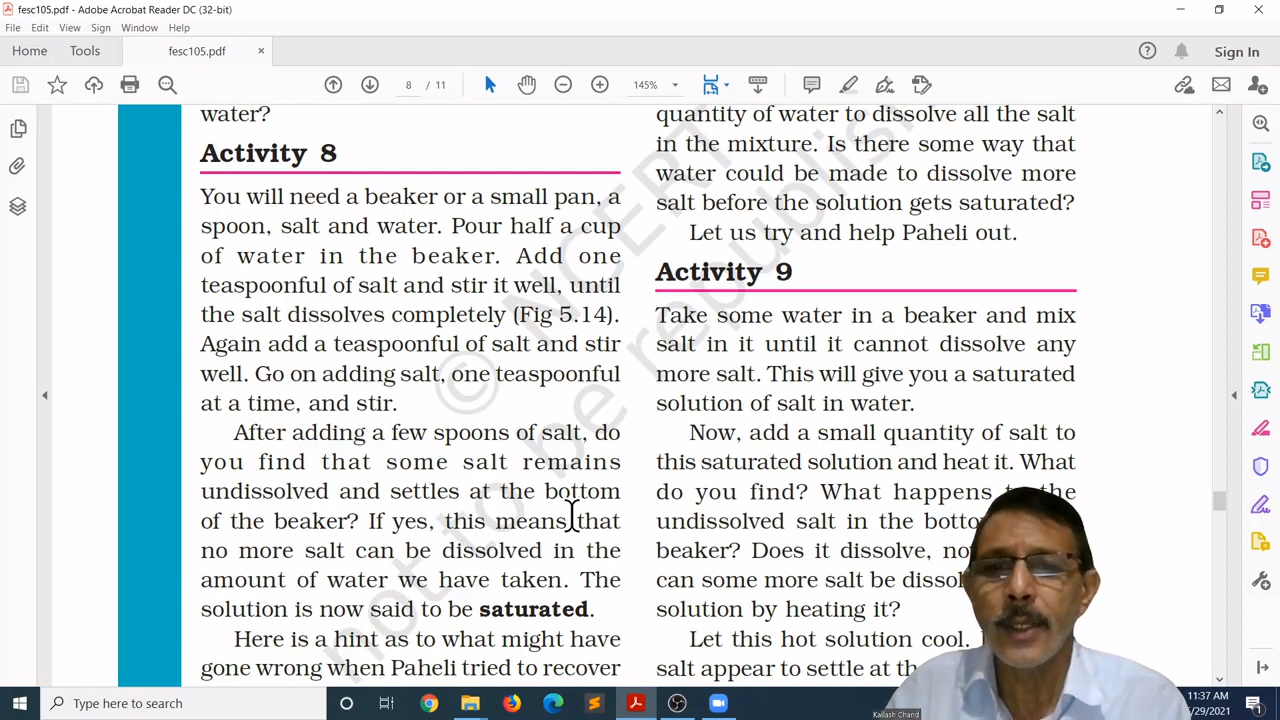 fesc105.pdf - Adobe Acrobat Reader DC (32-bit)
File Edit View Sign Window Help
Home Tools fesc105.pdf × Sign In
8 / 11 145%
water?
Activity 8
You will need a beaker or a small pan, a
spoon, salt and water. Pour half a cup
of water in the beaker. Add one
teaspoonful of salt and stir it well, until
the salt dissolves completely (Fig 5.14).
Again add a teaspoonful of salt and stir
well. Go on adding salt, one teaspoonful
at a time, and stir.
After adding a few spoons of salt, do
you find that some salt remains
undissolved and settles at the bottom
of the beaker? If yes, this means that
no more salt can be dissolved in the
amount of water we have taken. The
solution is now said to be saturated.
Here is a hint as to what might have
gone wrong when Paheli tried to recover
quantity of water to dissolve all the salt
in the mixture. Is there some way that
water could be made to dissolve more
salt before the solution gets saturated?
Let us try and help Paheli out.
Activity 9
Take some water in a beaker and mix
salt in it until it cannot dissolve any
more salt. This will give you a saturated
solution of salt in water.
Now, add a small quantity of salt to
this saturated solution and heat it. What
do you find? What happens to the
undissolved salt in the
beaker? Does it dissolve,
can some more salt be
solution by heating it?
Let this hot solution cool.
salt appear to settle at
© NCERT
not to be republish
Type here to search
11:37 AM
/29/2021
Kailash Chand